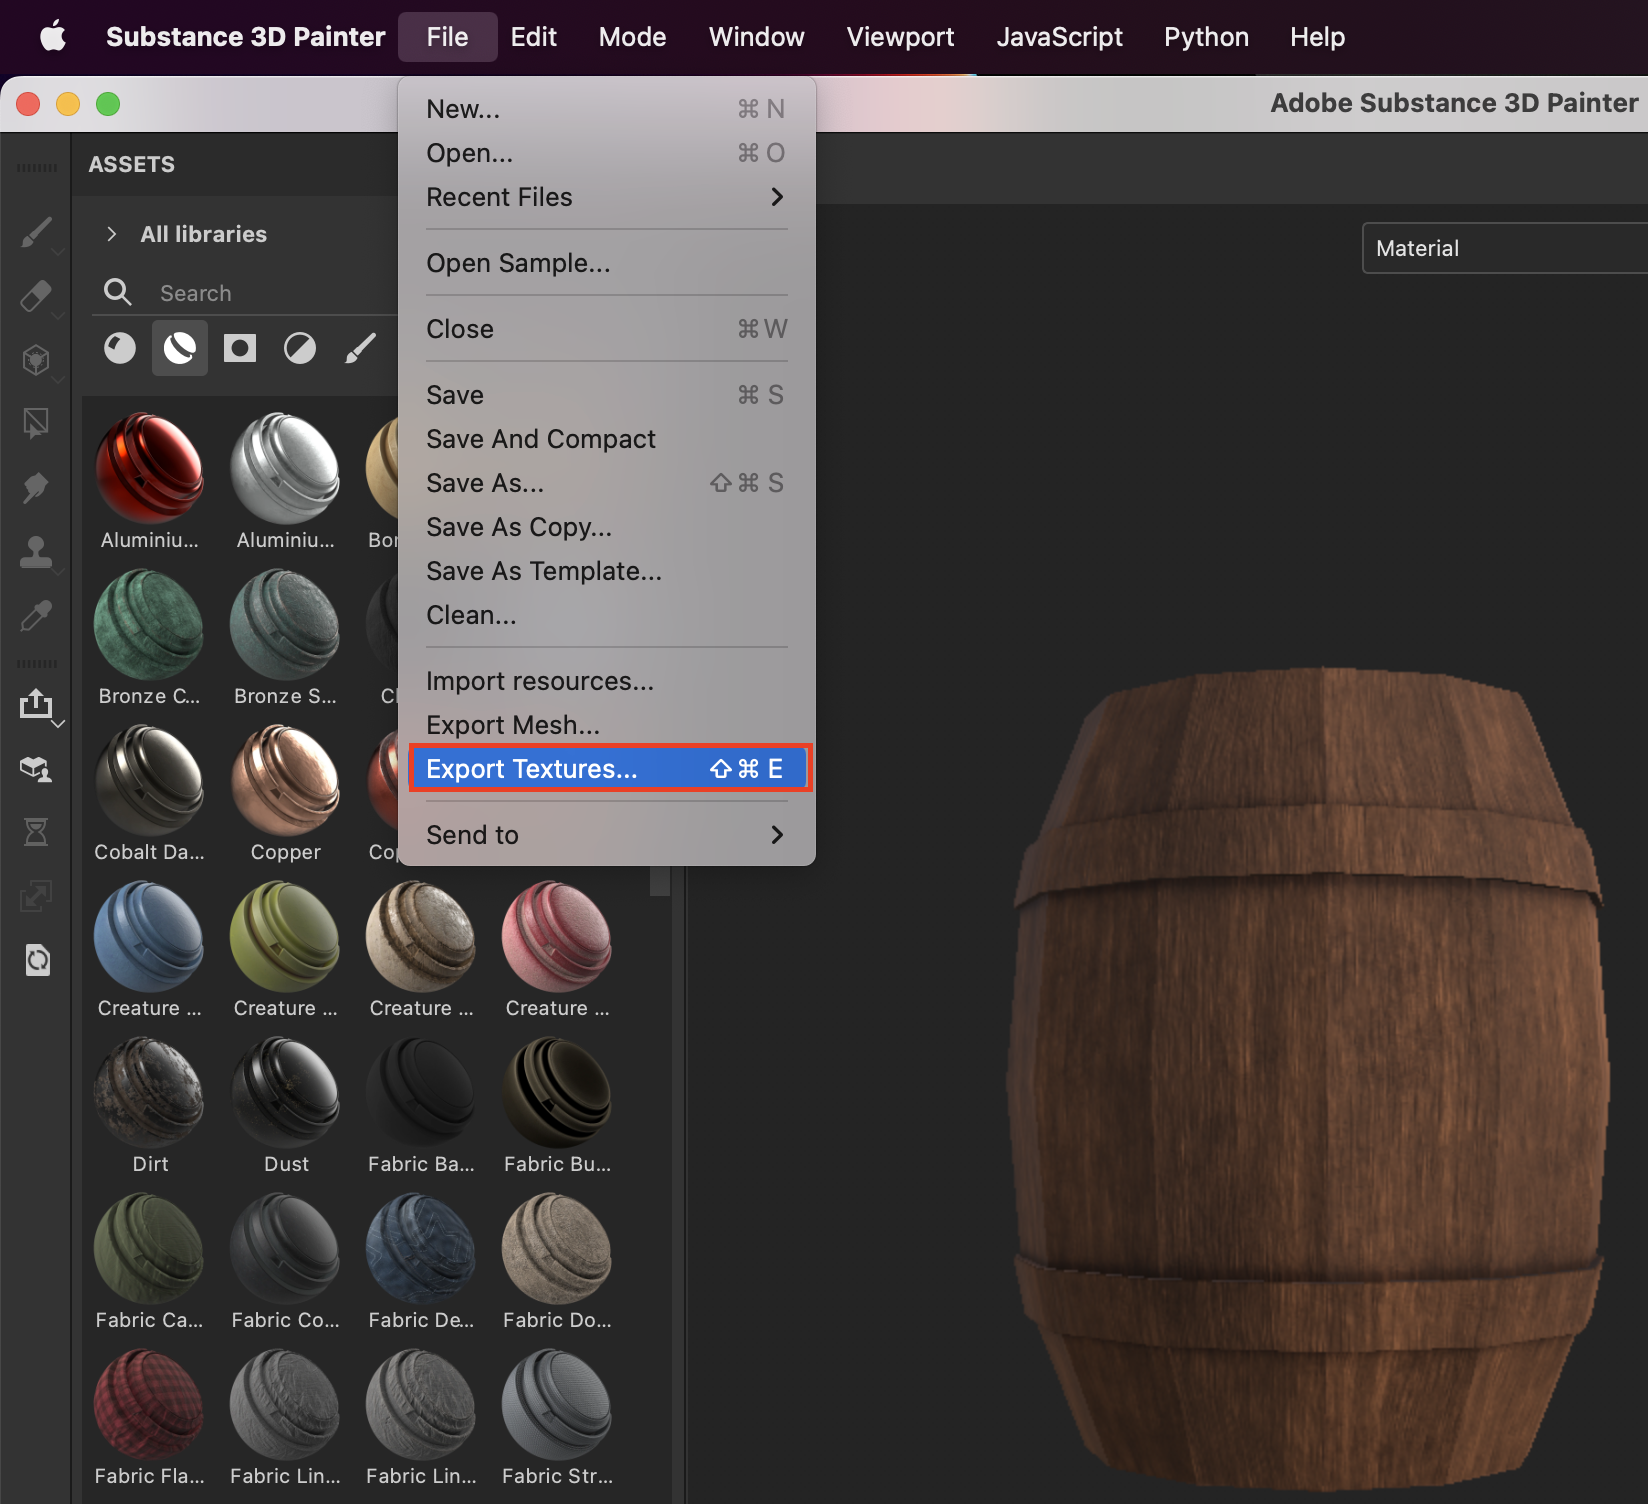 Substance 3D Painter File Edit Mode Window Viewport JavaScript Python Help
Adobe Substance 3D Painter
ASSETS
All libraries
Search
Aluminiu... Aluminiu...
Bronze C... Bronze S...
Cobalt Da... Copper
Creature ... Creature ... Creature ... Creature ...
Dirt Dust Fabric Ba... Fabric Bu...
Fabric Ca... Fabric Co... Fabric De... Fabric Do...
Fabric Fla... Fabric Lin... Fabric Lin... Fabric Str...
New... ⌘ N
Open... ⌘ O
Recent Files
Open Sample...
Close ⌘ W
Save ⌘ S
Save And Compact
Save As... ⇧ ⌘ S
Save As Copy...
Save As Template...
Clean...
Import resources...
Export Mesh...
Export Textures... ⇧ ⌘ E
Send to
Material